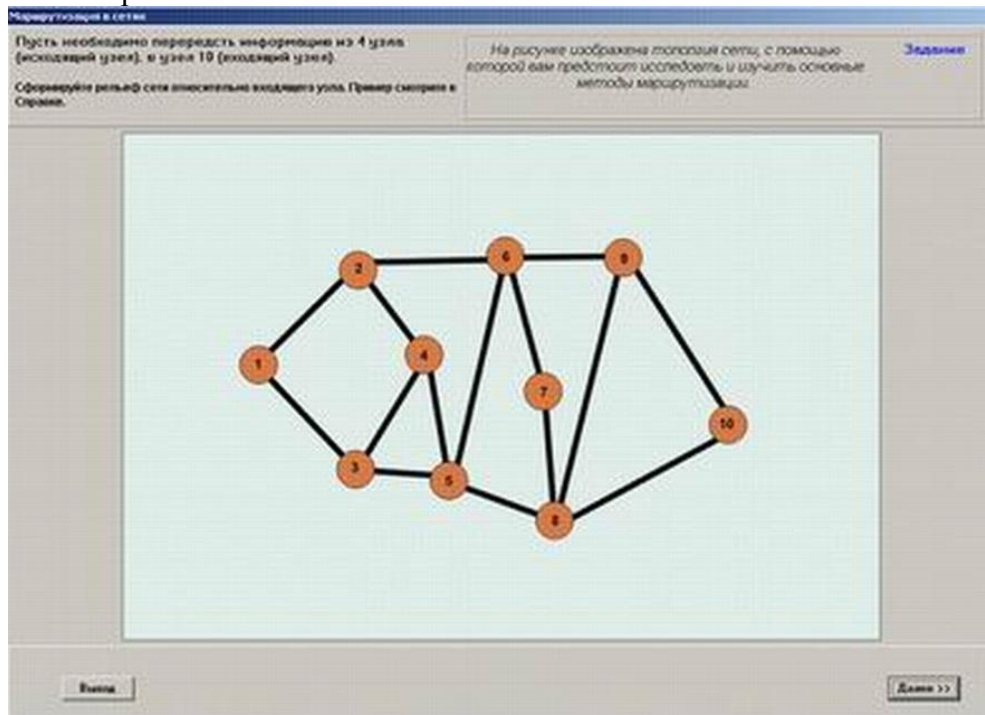 Маршрутизация в сетях
Пусть необходимо перередсть информацию из 4 узла
(исходящий узел), в узел 10 (входящий узел).
Сформируйте рельеф сети относительно входящего узла. Пример смотрите в
Справке.
На рисунке изображена топология сети, с помощью
которой вам предстоит исследовть и изучить основные
методы маршрутизации.
Задание
2
6
9
4
1
7
10
3
5
8
Выход
Далее >>